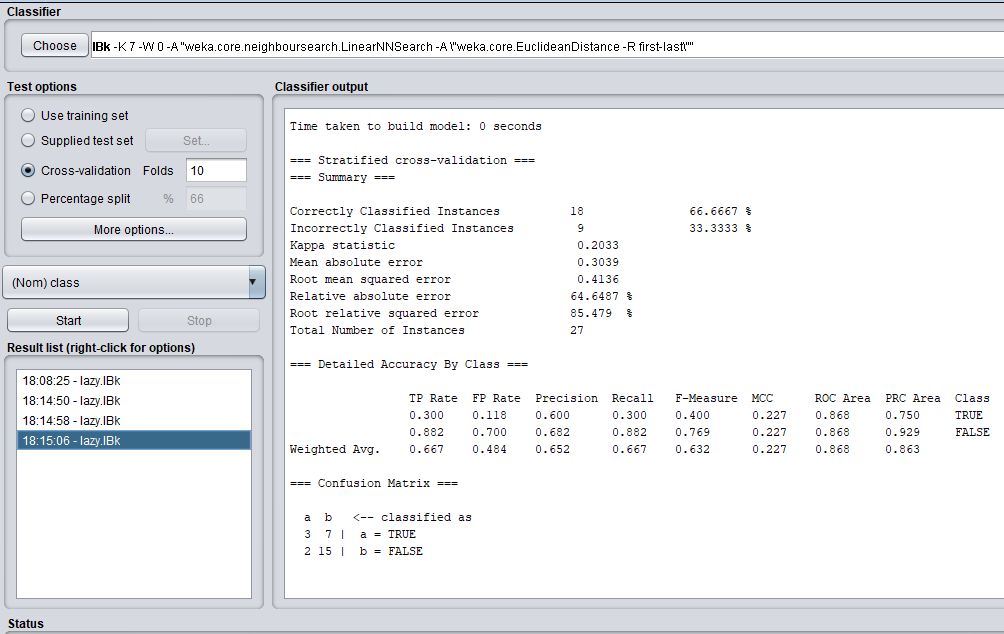 Classifier
Choose IBk -K 7 -W 0 -A "weka.core.neighboursearch.LinearNNSearch -A \"weka.core.EuclideanDistance -R first-last\""
Test options
Use training set
Supplied test set Set...
Cross-validation Folds 10
Percentage split % 66
More options...
(Nom) class
Start Stop
Result list (right-click for options)
18:08:25 - lazy.IBk
18:14:50 - lazy.IBk
18:14:58 - lazy.IBk
18:15:06 - lazy.IBk
Classifier output
Time taken to build model: 0 seconds
=== Stratified cross-validation ===
=== Summary ===
Correctly Classified Instances 18 66.6667 %
Incorrectly Classified Instances 9 33.3333 %
Kappa statistic 0.2033
Mean absolute error 0.3039
Root mean squared error 0.4136
Relative absolute error 64.6487 %
Root relative squared error 85.479 %
Total Number of Instances 27
=== Detailed Accuracy By Class ===
TP Rate FP Rate Precision Recall F-Measure MCC ROC Area PRC Area Class
0.300 0.118 0.600 0.300 0.400 0.227 0.868 0.750 TRUE
0.882 0.700 0.682 0.882 0.769 0.227 0.868 0.929 FALSE
Weighted Avg. 0.667 0.484 0.652 0.667 0.632 0.227 0.868 0.863
=== Confusion Matrix ===
a b <-- classified as
3 7 | a = TRUE
2 15 | b = FALSE
Status